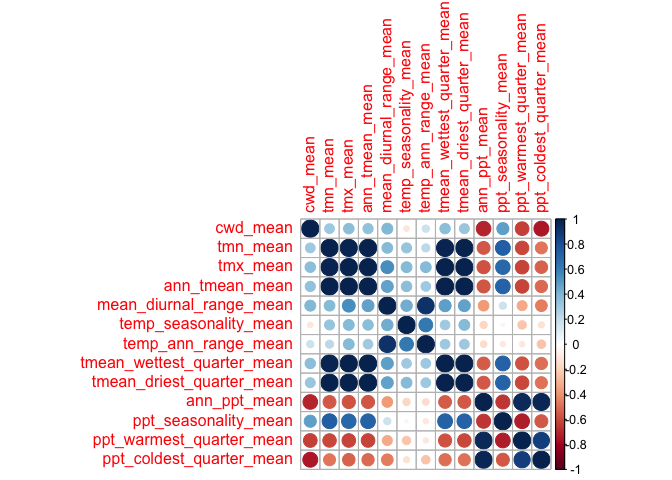 cwd_mean
tmn_mean
tmx_mean
ann_tmean_mean
mean_diurnal_range_mean
temp_seasonality_mean
temp_ann_range_mean
tmean_wettest_quarter_mean
tmean_driest_quarter_mean
ann_ppt_mean
ppt_seasonality_mean
ppt_warmest_quarter_mean
ppt_coldest_quarter_mean
cwd_mean
tmn_mean
tmx_mean
ann_tmean_mean
mean_diurnal_range_mean
temp_seasonality_mean
temp_ann_range_mean
tmean_wettest_quarter_mean
tmean_driest_quarter_mean
ann_ppt_mean
ppt_seasonality_mean
ppt_warmest_quarter_mean
ppt_coldest_quarter_mean
1
0.8
0.6
0.4
0.2
0
-0.2
-0.4
-0.6
-0.8
-1